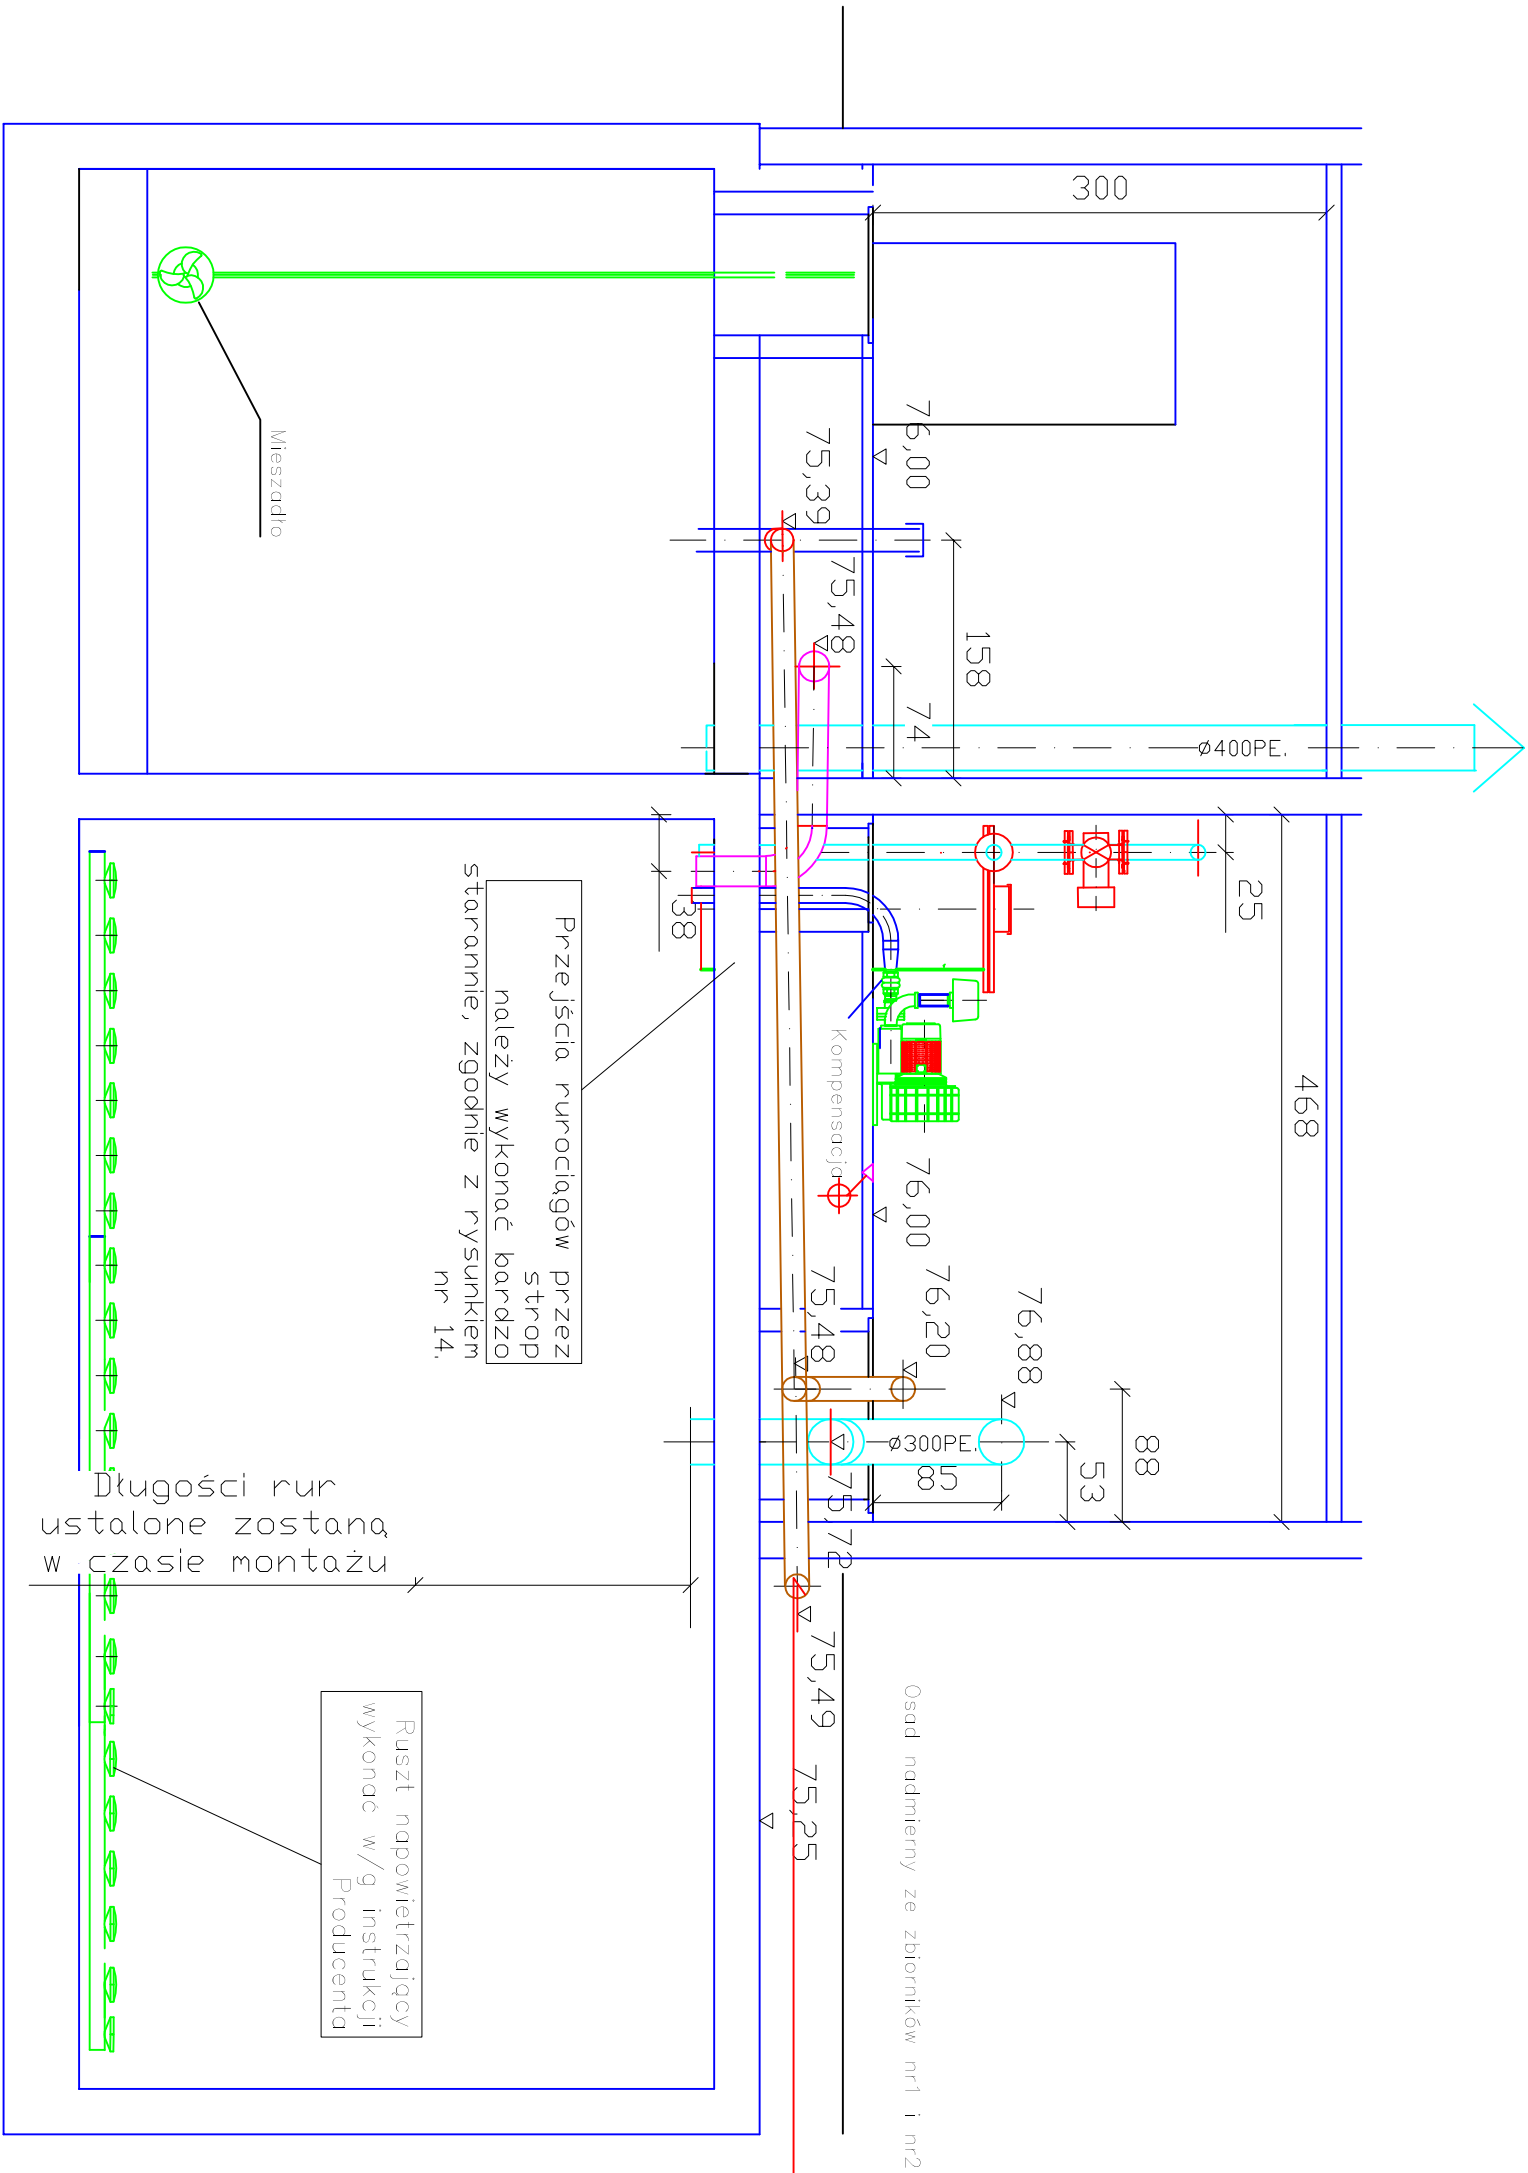 300
76,00
75,39
75,48
158
74
ø400PE.
Mieszadło
25
38
468
Przejścia rurociągów przez
strop
należy wykonać bardzo
starannie, zgodnie z rysunkiem
nr 14.
Kompensacja
76,00
76,20
76,88
75,48
ø300PE.
85
88
53
75,72
75,49
75,25
Długości rur
ustalone zostaną
w czasie montażu
Ruszt napowietrzający
wykonać w/g instrukcji
Producenta
Osad nadmierny ze zbiorników nr1 i nr2